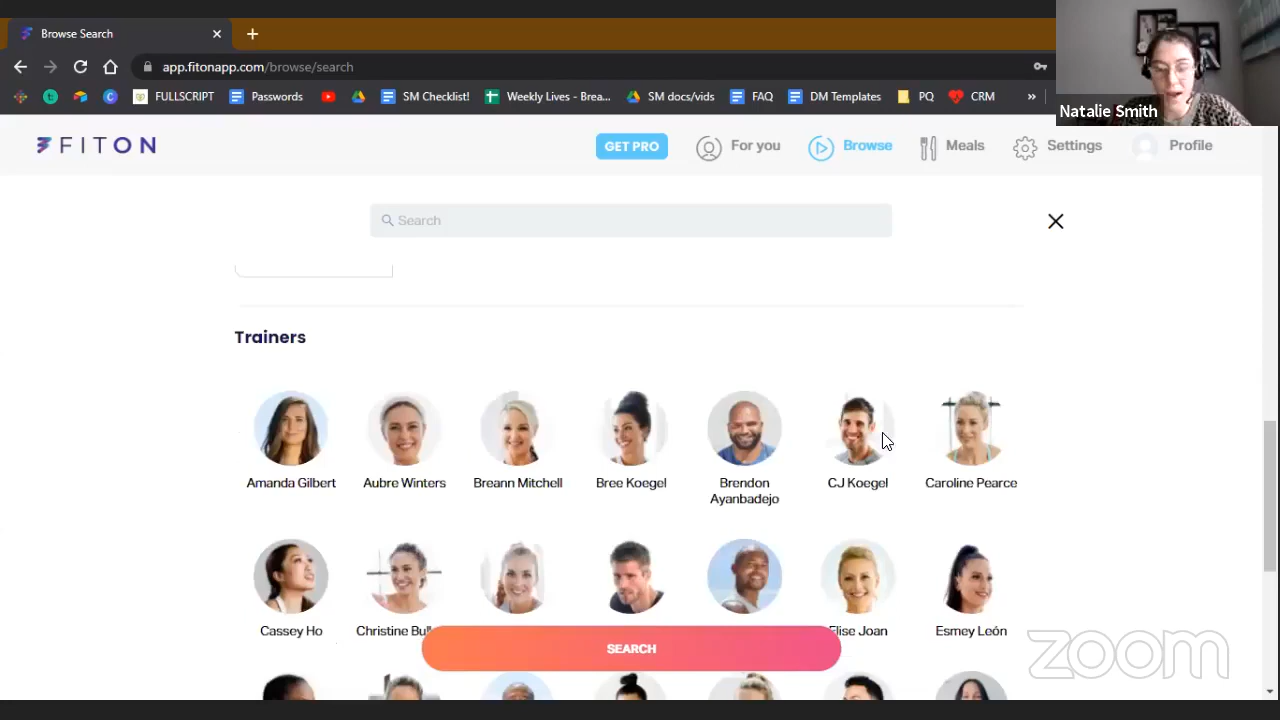 Browse Search
app.fitonapp.com/browse/search
FULLSCRIPT Passwords SM Checklist! Weekly Lives - Brea... SM docs/vids FAQ DM Templates PQ CRM »
Natalie Smith
FITON GET PRO For you Browse Meals Settings Profile
Search
Trainers
Amanda Gilbert Aubre Winters Breann Mitchell Bree Koegel Brendon Ayanbadejo CJ Koegel Caroline Pearce
Cassey Ho Christine Bull Elise Joan Esmey León
SEARCH
zoom